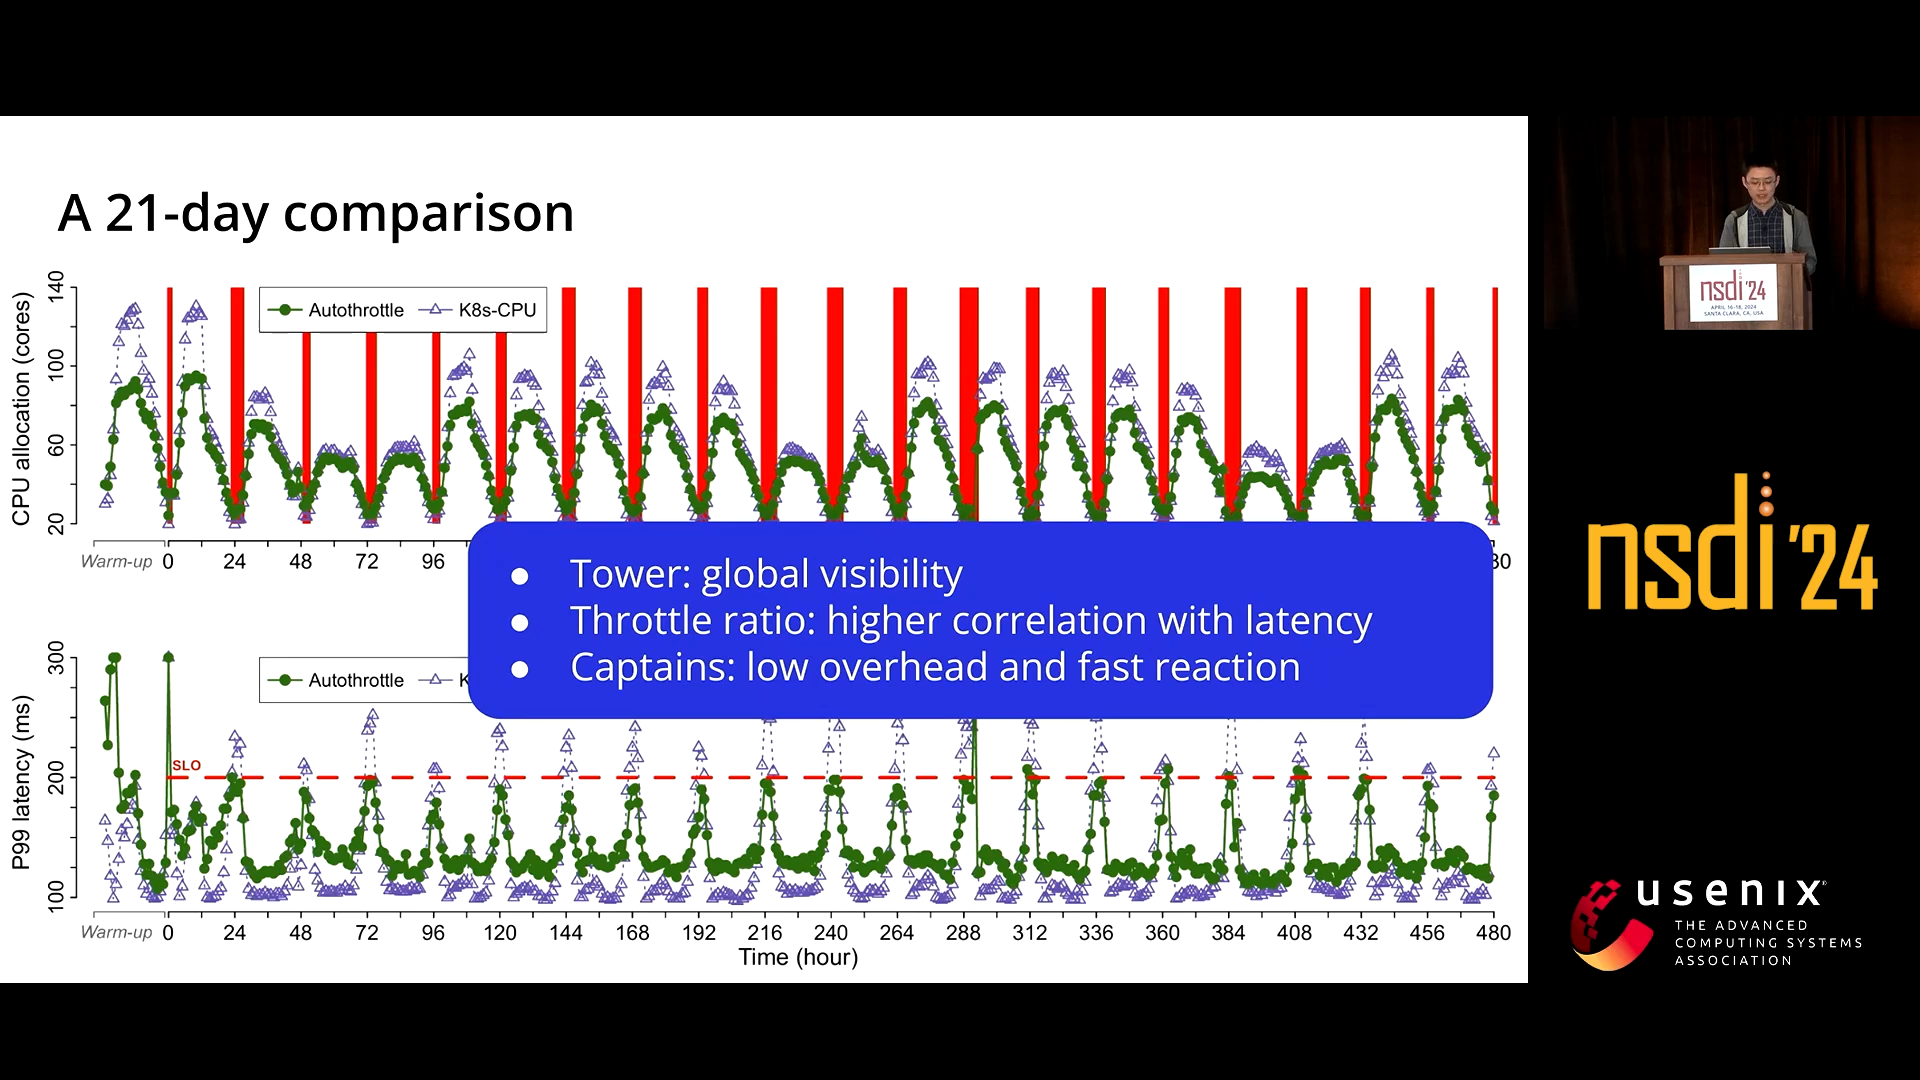 A 21-day comparison
CPU allocation (cores)
140
100
60
20
Autothrottle
K8s-CPU
Warm-up 0 24 48 72 96
80
Tower: global visibility
Throttle ratio: higher correlation with latency
Captains: low overhead and fast reaction
P99 latency (ms)
300
200
100
Autothrottle
K
SLO
Warm-up 0 24 48 72 96 120 144 168 192 216 240 264 288 312 336 360 384 408 432 456 480
Time (hour)
nsdi '24
APRIL 16-18, 2024
SANTA CLARA, CA, USA
nsdi '24
usenix
THE ADVANCED
COMPUTING SYSTEMS
ASSOCIATION